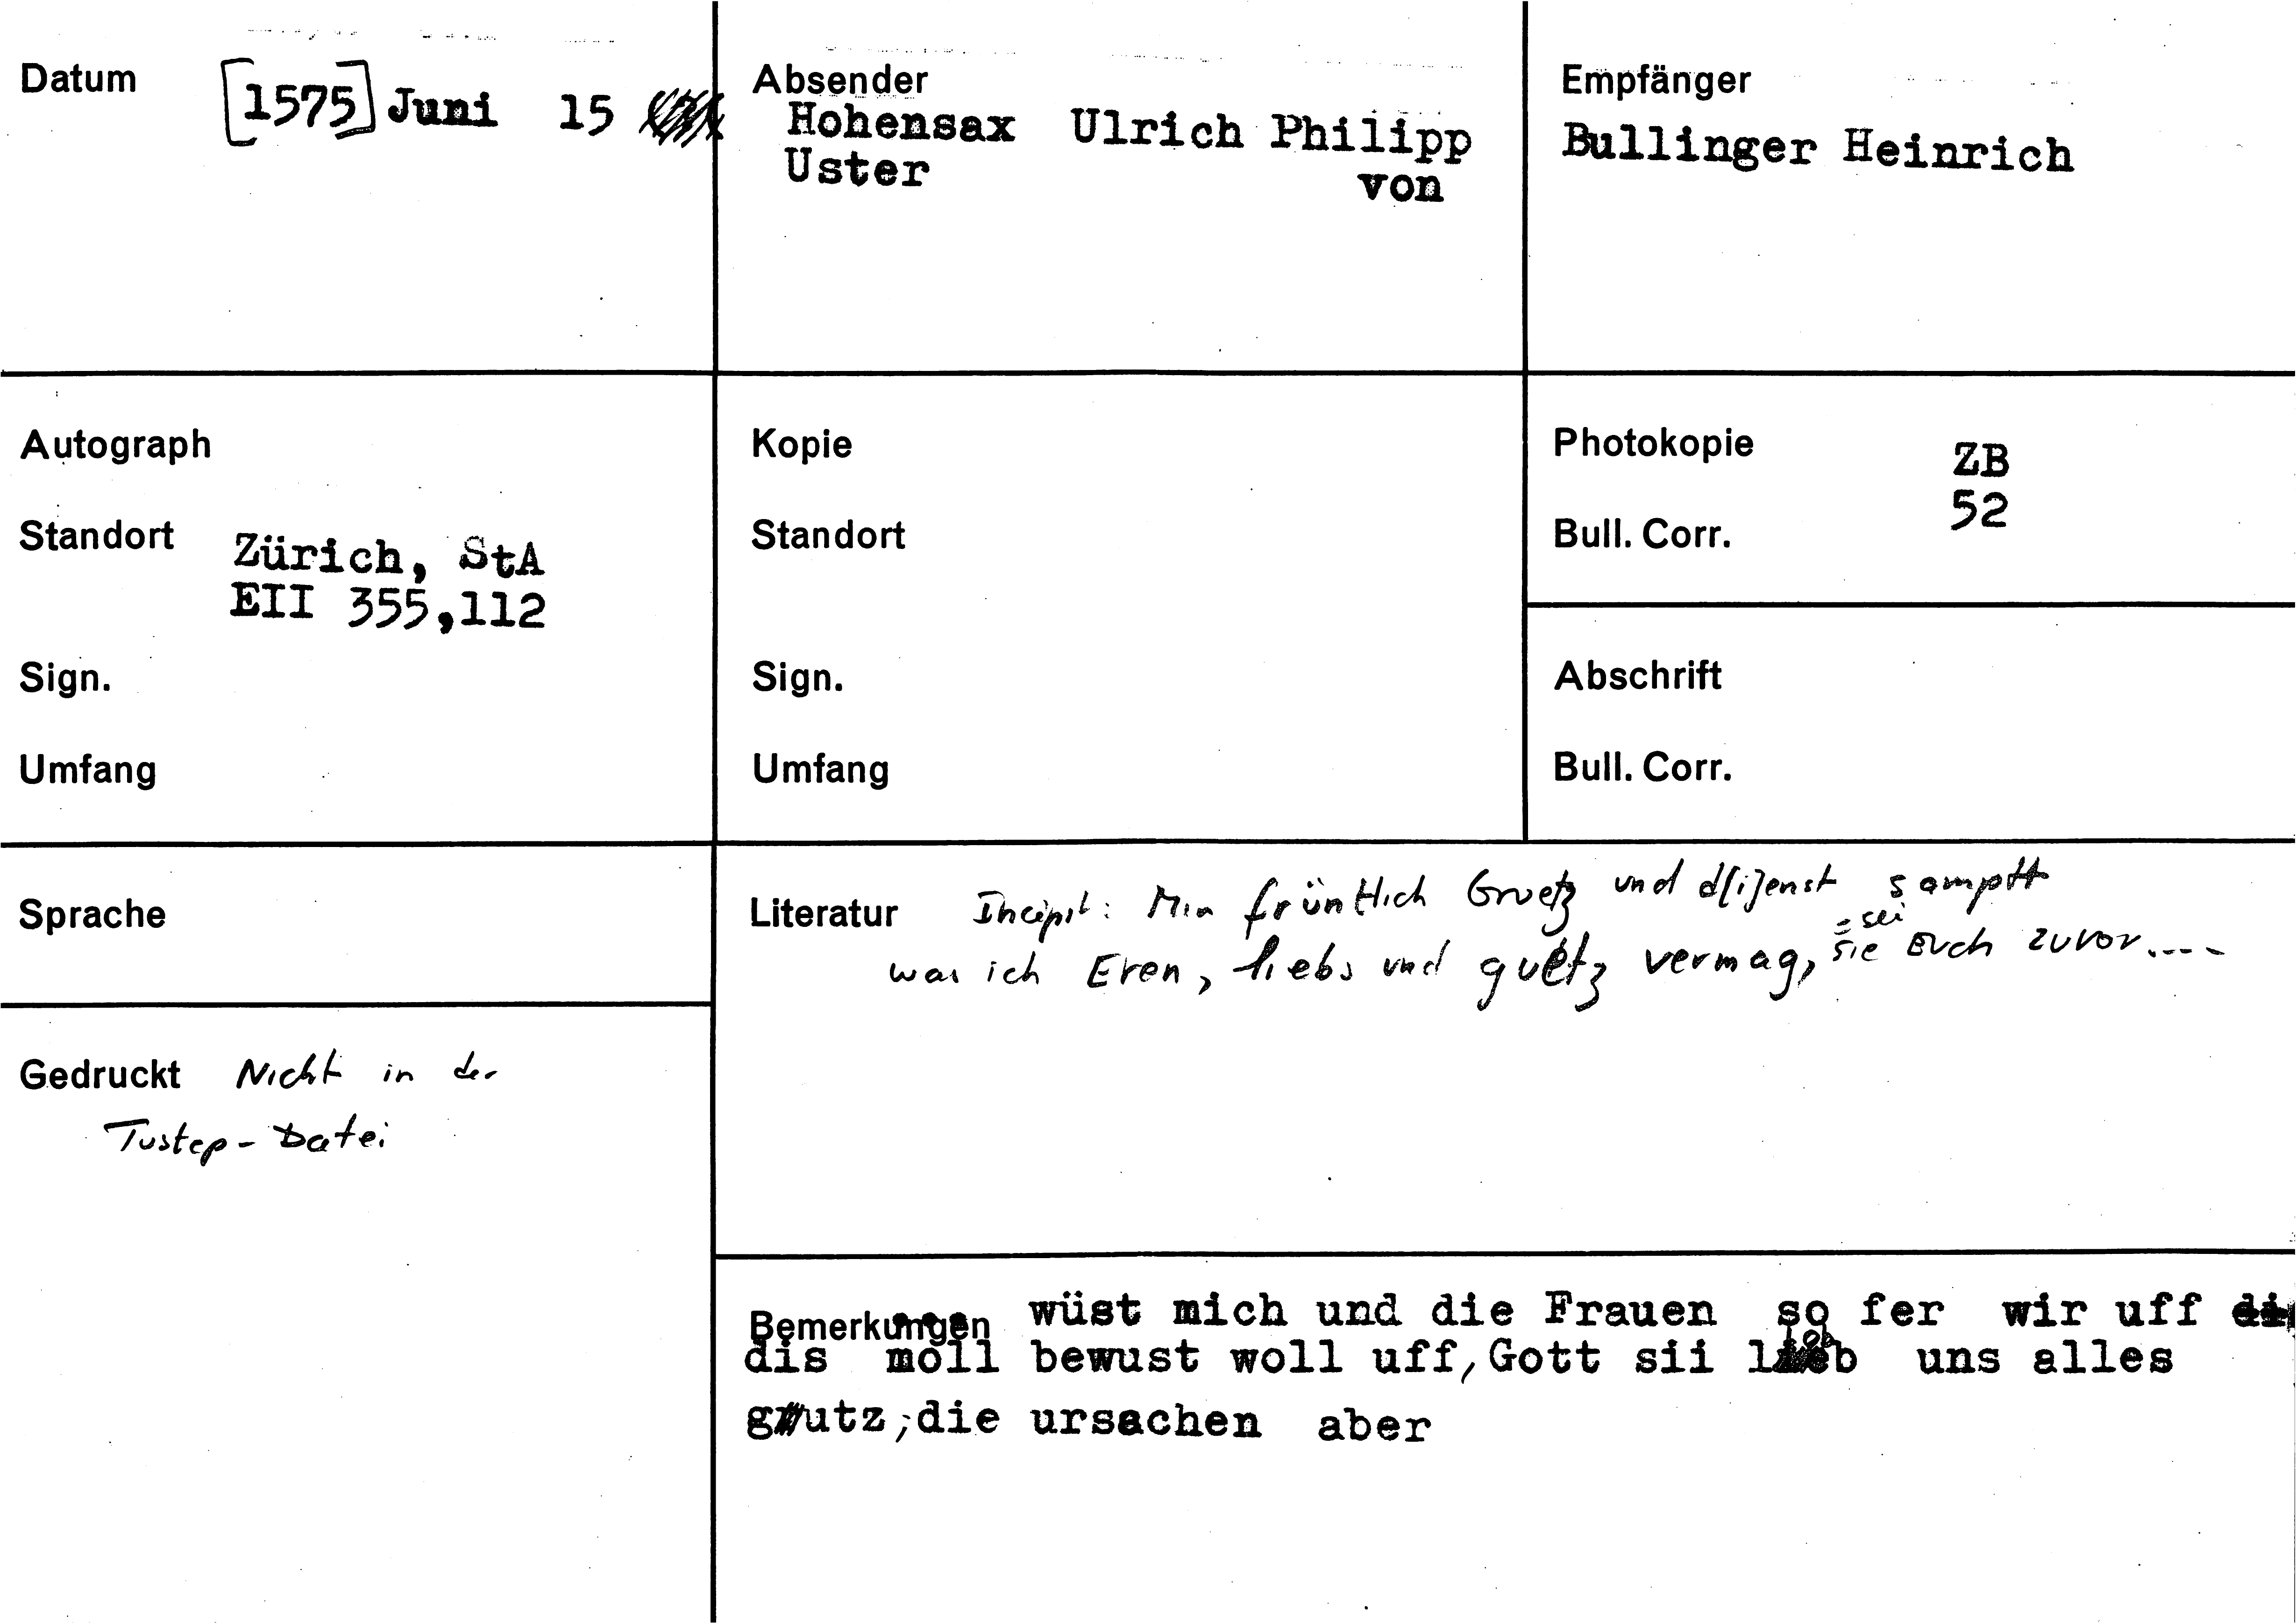 Datum [1575] Juni 15
Absender
Hohensax Ulrich Philipp
Uster von
Empfänger
Bullinger Heinrich
Autograph
Standort Zürich, StA
EII 355,112
Sign.
Umfang
Kopie
Standort
Sign.
Umfang
Photokopie ZB
Bull. Corr. 52
Abschrift
Bull. Corr.
Sprache
Gedruckt Nicht in der
Tustep-Datei
Literatur Incipit: Min früntlich Gruetz und d[i]enst samptt
= sei
was ich Eren, liebs und guetz vermag, sie Euch zuvor....
Bemerkungen wüst mich und die Frauen so fer wir uff
dis moll bewust woll uff, Gott sii uns alles
gutz; die ursachen aber